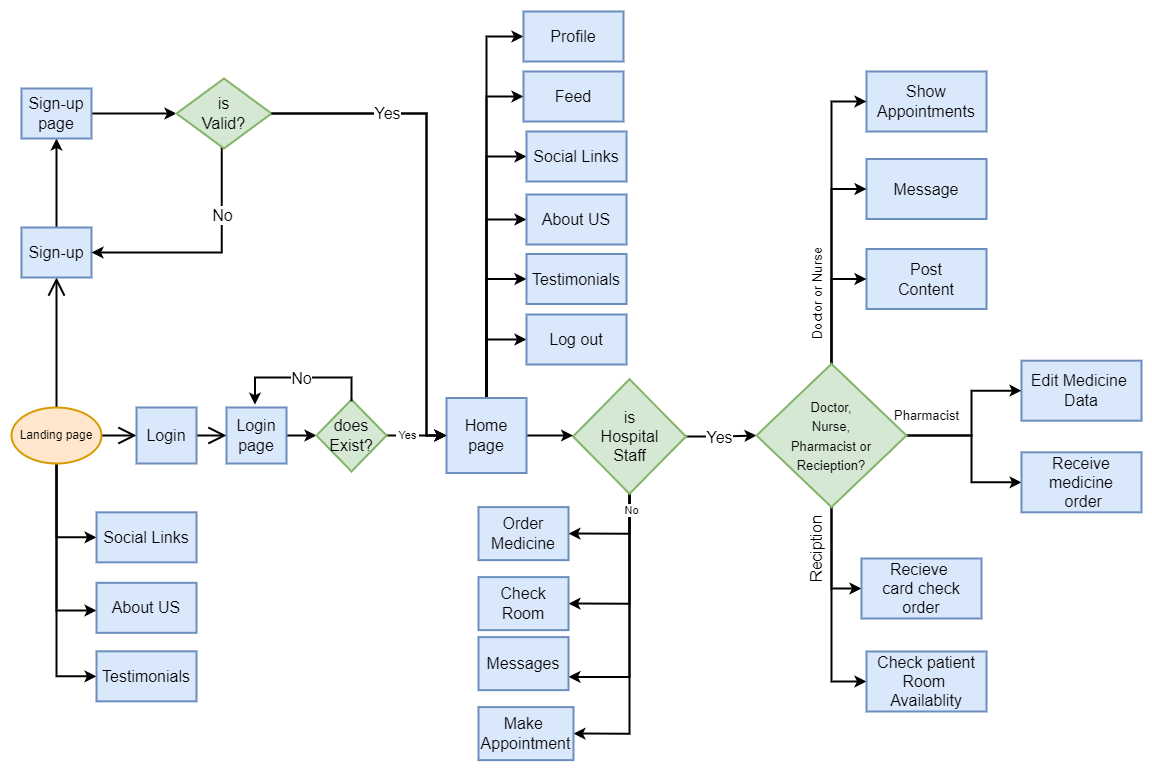 Profile
Feed
Social Links
About US
Testimonials
Log out
Sign-up
page
is
Valid?
Yes
No
Sign-up
Landing page
Login
Login
page
No
does
Exist?
Yes
Home
page
is
Hospital
Staff
Yes
No
Social Links
About US
Testimonials
Order
Medicine
Check
Room
Messages
Make
Appointment
Doctor,
Nurse,
Pharmacist or
Reciception?
Doctor or Nurse
Show
Appointments
Message
Post
Content
Pharmacist
Edit Medicine
Data
Receive
medicine
order
Reciption
Recieve
card check
order
Check patient
Room
Availablity